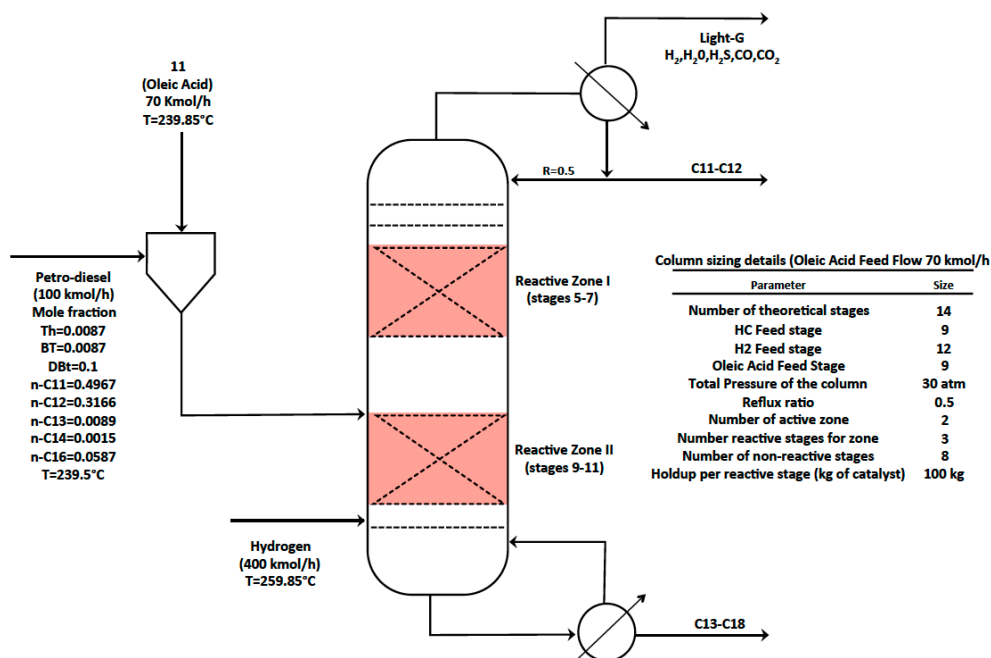 Light-G
H₂,H₂0,H₂S,CO,CO₂
11
(Oleic Acid)
70 Kmol/h
T=239.85°C
R=0.5
C11-C12
Petro-diesel
(100 kmol/h)
Mole fraction
Th=0.0087
BT=0.0087
DBt=0.1
n-C11=0.4967
n-C12=0.3166
n-C13=0.0089
n-C14=0.0015
n-C16=0.0587
T=239.5°C
Reactive Zone I
(stages 5-7)
Reactive Zone II
(stages 9-11)
Hydrogen
(400 kmol/h)
T=259.85°C
C13-C18
Column sizing details (Oleic Acid Feed Flow 70 kmol/h
Parameter Size
Number of theoretical stages 14
HC Feed stage 9
H2 Feed stage 12
Oleic Acid Feed Stage 9
Total Pressure of the column 30 atm
Reflux ratio 0.5
Number of active zone 2
Number reactive stages for zone 3
Number of non-reactive stages 8
Holdup per reactive stage (kg of catalyst) 100 kg